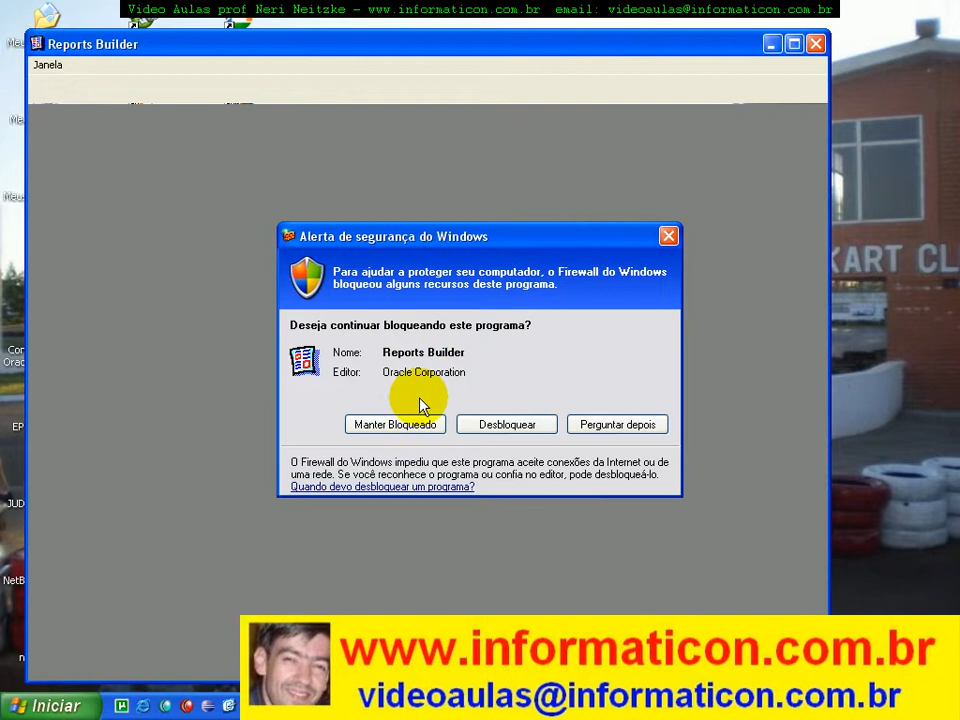 Video Aulas prof Neri Neitzke – www.informaticon.com.br  email: videoaulas@informaticon.com.br
Reports Builder
Janela
Alerta de segurança do Windows
Para ajudar a proteger seu computador, o Firewall do Windows
bloqueou alguns recursos deste programa.
Deseja continuar bloqueando este programa?
Nome: Reports Builder
Editor: Oracle Corporation
Manter Bloqueado Desbloquear Perguntar depois
O Firewall do Windows impediu que este programa aceite conexões da Internet ou de
uma rede. Se você reconhece o programa ou confia no editor, pode desbloqueá-lo.
Quando devo desbloquear um programa?
KART CL
Meus
EP
JUD
NetB
www.informaticon.com.br
videoaulas@informaticon.com.br
Iniciar